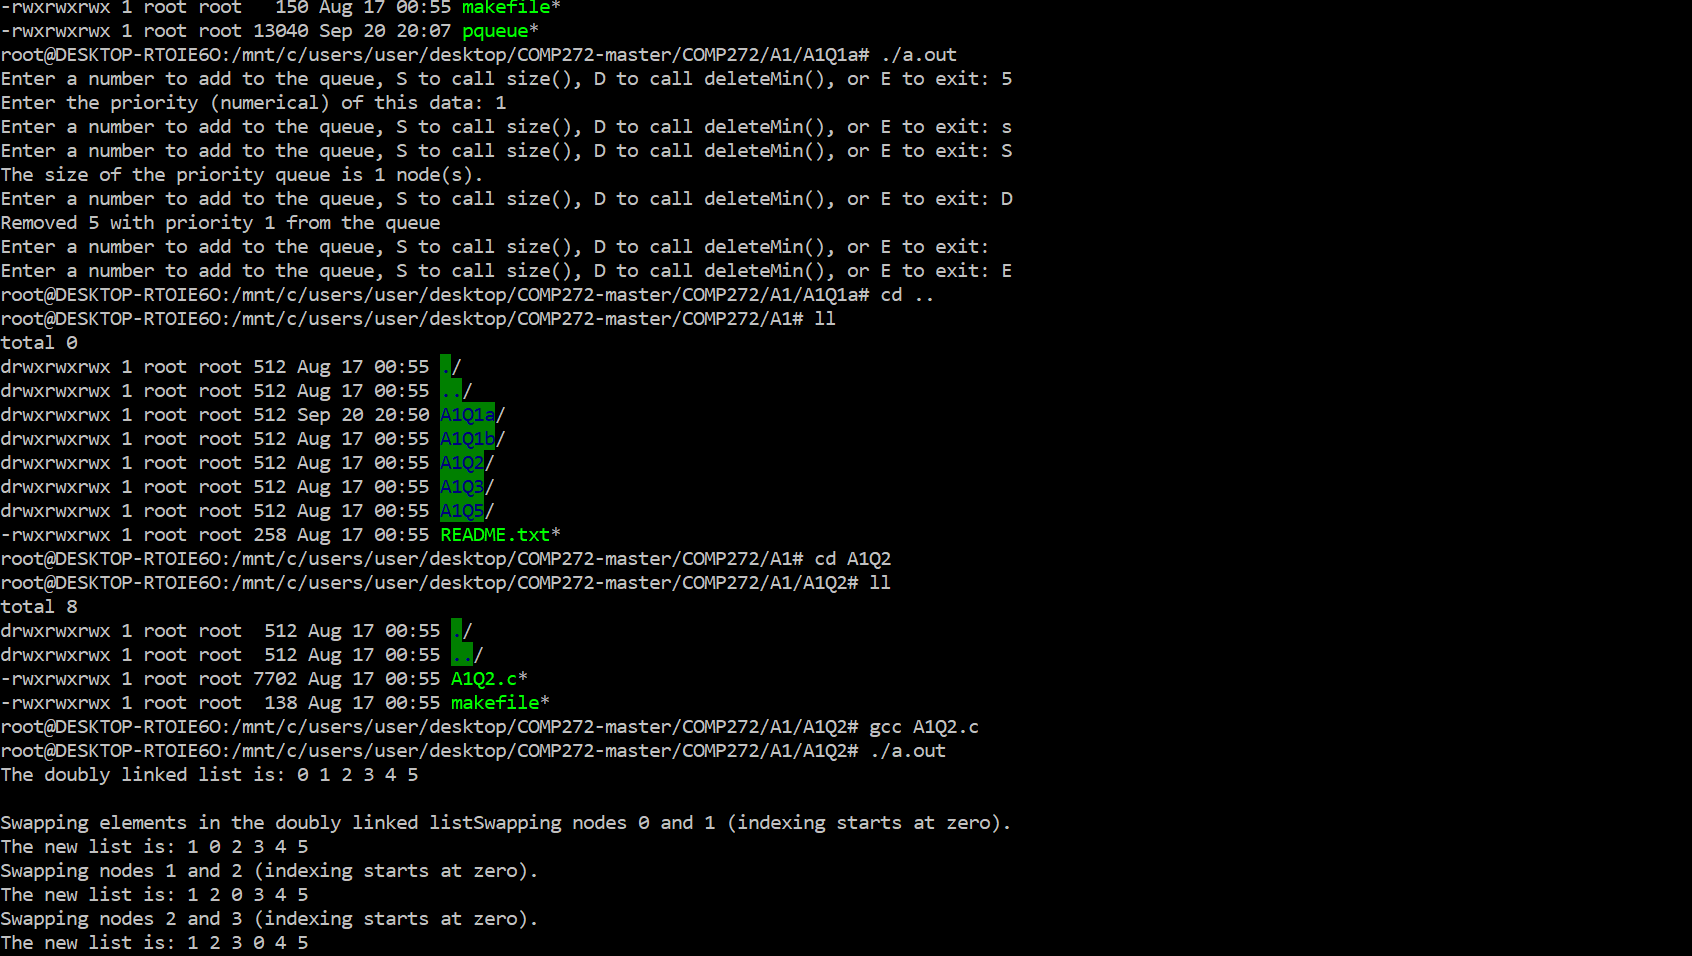 -rwxrwxrwx 1 root root   150 Aug 17 00:55 makefile*
-rwxrwxrwx 1 root root 13040 Sep 20 20:07 pqueue*
root@DESKTOP-RTOIE6O:/mnt/c/users/user/desktop/COMP272-master/COMP272/A1/A1Q1a# ./a.out
Enter a number to add to the queue, S to call size(), D to call deleteMin(), or E to exit: 5
Enter the priority (numerical) of this data: 1
Enter a number to add to the queue, S to call size(), D to call deleteMin(), or E to exit: s
Enter a number to add to the queue, S to call size(), D to call deleteMin(), or E to exit: S
The size of the priority queue is 1 node(s).
Enter a number to add to the queue, S to call size(), D to call deleteMin(), or E to exit: D
Removed 5 with priority 1 from the queue
Enter a number to add to the queue, S to call size(), D to call deleteMin(), or E to exit:
Enter a number to add to the queue, S to call size(), D to call deleteMin(), or E to exit: E
root@DESKTOP-RTOIE6O:/mnt/c/users/user/desktop/COMP272-master/COMP272/A1/A1Q1a# cd ..
root@DESKTOP-RTOIE6O:/mnt/c/users/user/desktop/COMP272-master/COMP272/A1# ll
total 0
drwxrwxrwx 1 root root 512 Aug 17 00:55 ./
drwxrwxrwx 1 root root 512 Aug 17 00:55 ../
drwxrwxrwx 1 root root 512 Sep 20 20:50 A1Q1a/
drwxrwxrwx 1 root root 512 Aug 17 00:55 A1Q1b/
drwxrwxrwx 1 root root 512 Aug 17 00:55 A1Q2/
drwxrwxrwx 1 root root 512 Aug 17 00:55 A1Q3/
drwxrwxrwx 1 root root 512 Aug 17 00:55 A1Q5/
-rwxrwxrwx 1 root root 258 Aug 17 00:55 README.txt*
root@DESKTOP-RTOIE6O:/mnt/c/users/user/desktop/COMP272-master/COMP272/A1# cd A1Q2
root@DESKTOP-RTOIE6O:/mnt/c/users/user/desktop/COMP272-master/COMP272/A1/A1Q2# ll
total 8
drwxrwxrwx 1 root root  512 Aug 17 00:55 ./
drwxrwxrwx 1 root root  512 Aug 17 00:55 ../
-rwxrwxrwx 1 root root 7702 Aug 17 00:55 A1Q2.c*
-rwxrwxrwx 1 root root  138 Aug 17 00:55 makefile*
root@DESKTOP-RTOIE6O:/mnt/c/users/user/desktop/COMP272-master/COMP272/A1/A1Q2# gcc A1Q2.c
root@DESKTOP-RTOIE6O:/mnt/c/users/user/desktop/COMP272-master/COMP272/A1/A1Q2# ./a.out
The doubly linked list is: 0 1 2 3 4 5

Swapping elements in the doubly linked listSwapping nodes 0 and 1 (indexing starts at zero).
The new list is: 1 0 2 3 4 5
Swapping nodes 1 and 2 (indexing starts at zero).
The new list is: 1 2 0 3 4 5
Swapping nodes 2 and 3 (indexing starts at zero).
The new list is: 1 2 3 0 4 5